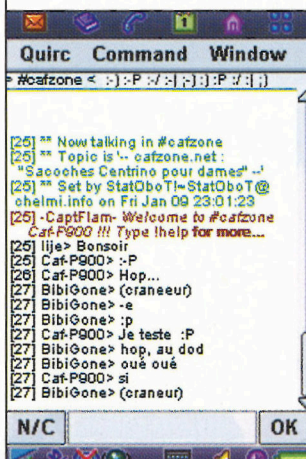 Quirc Command Window
#cafzone < :-) :-P :-/ :-| ;-) :) :P :/ :| ;)
[25] ** Now talking in #cafzone
[25] ** Topic is '-- cafzone.net :
"Sacoches Centrino pour dames" --'
[25] ** Set by StatOboT!~StatOboT@
chelmi.info on Fri Jan 09 23:01:23
[25] -CaptFlam- Welcome to #cafzone
Caf-P900 !!! Type !help for more...
[25] lije> Bonsoir
[25] Caf-P900> :-P
[26] Caf-P900> Hop...
[27] BibiGone> (craneeur)
[27] BibiGone> -e
[27] BibiGone> :p
[27] Caf-P900> Je teste :P
[27] BibiGone> hop, au dod
[27] BibiGone> oué oué
[27] Caf-P900> si
[27] BibiGone> (craneur)
N/C OK